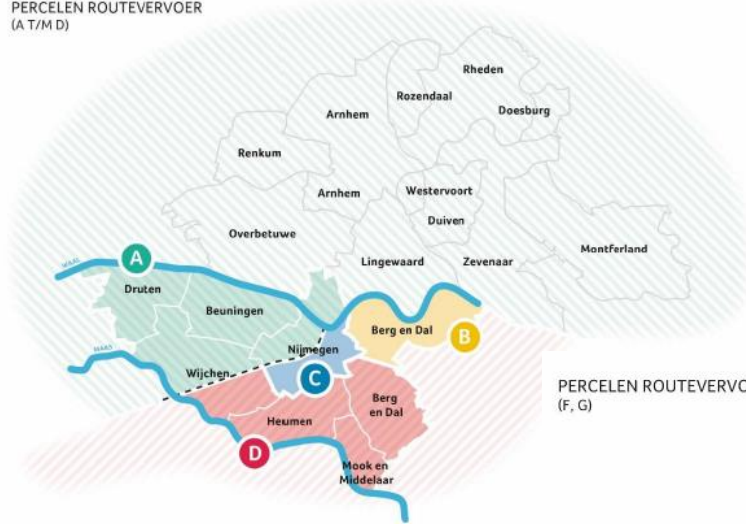 PERCELEN ROUTEVERVOER
(A T/M D)
Rheden
Rozendaal
Arnhem
Doesburg
Renkum
Arnhem
Westervoort
Duiven
Overbetuwe
Lingewaard
Zevenaar
Montferland
WAAL
A
Druten
Beuningen
Berg en Dal
B
Nijmegen
MAAS
Wijchen
C
PERCELEN ROUTEVERVO
(F, G)
Berg
en Dal
Heumen
D
Mook en
Middelaar